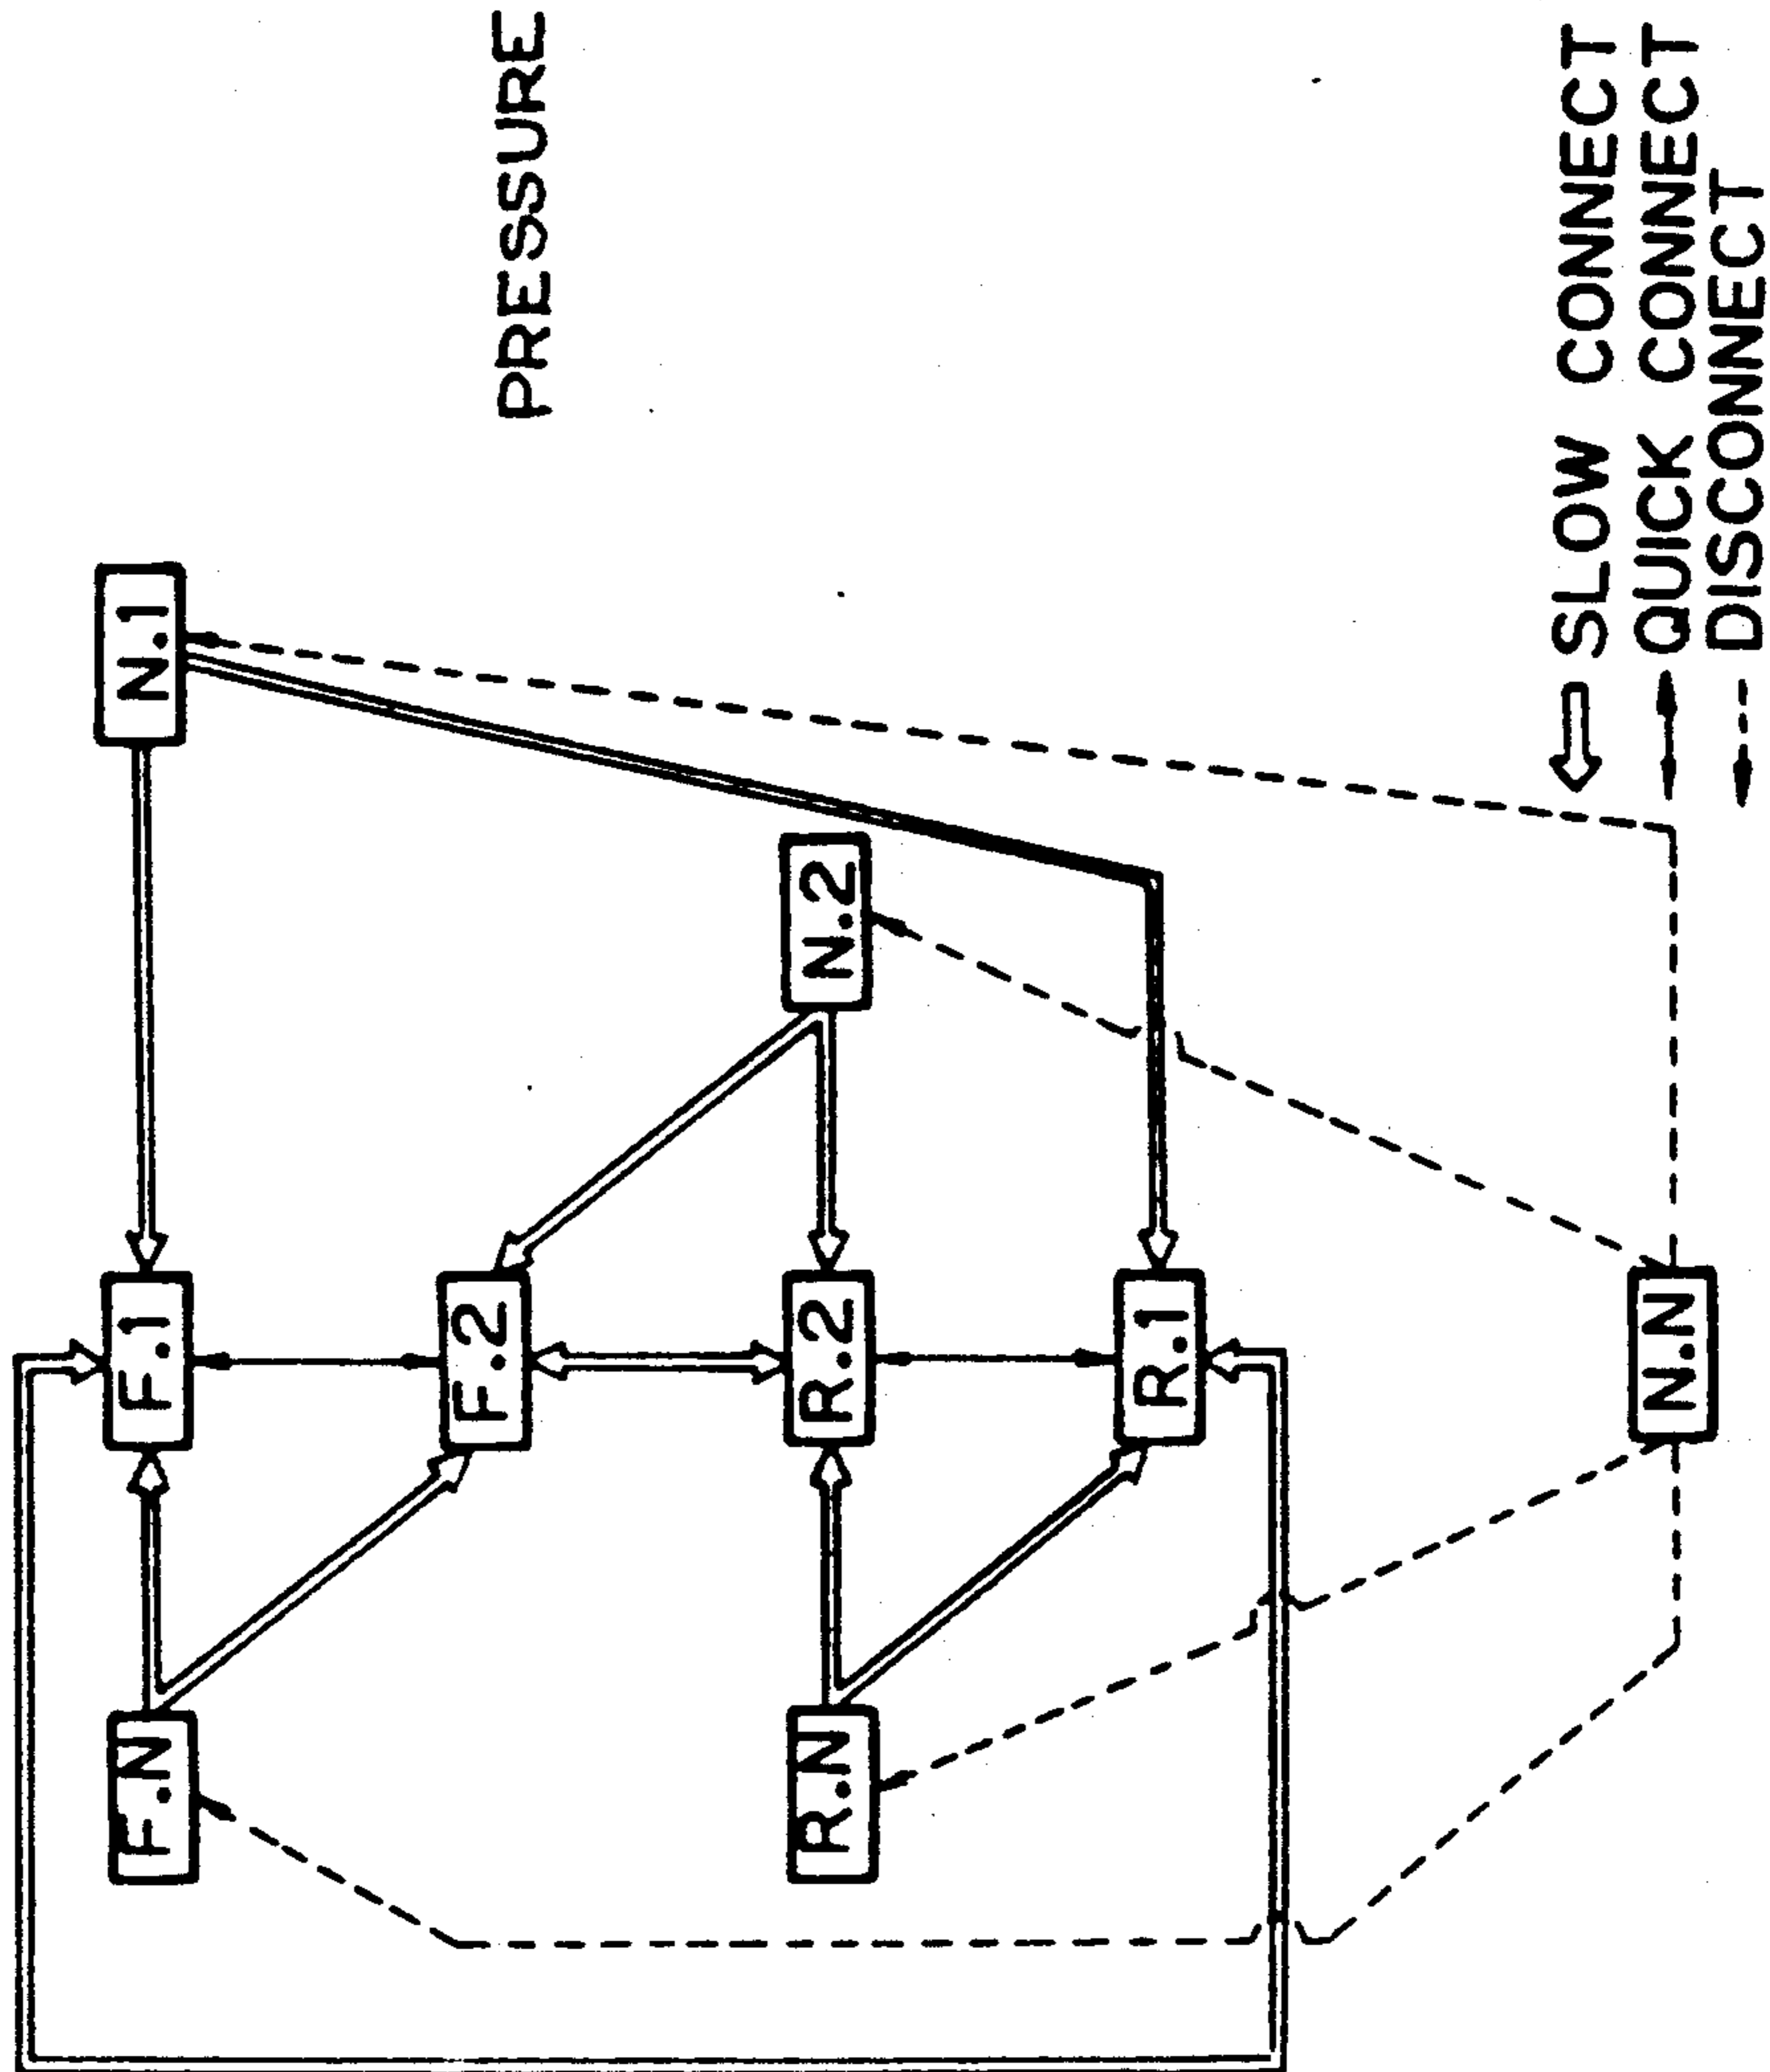 PRESSURE
N.1
N.2
F.1
F.2
R.2
R.1
N.N
F.N
R.N
SLOW CONNECT
QUICK CONNECT
DISCONNECT